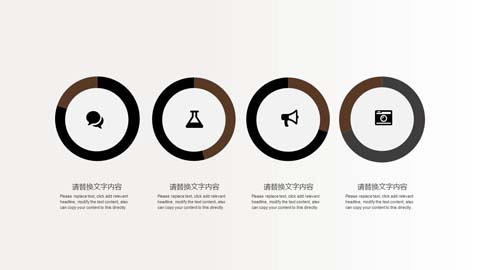 请替换文字内容
Please replace text, click add relevant
headline, modify the text content, also
can copy your content to this directly.
请替换文字内容
Please replace text, click add relevant
headline, modify the text content, also
can copy your content to this directly.
请替换文字内容
Please replace text, click add relevant
headline, modify the text content, also
can copy your content to this directly.
请替换文字内容
Please replace text, click add relevant
headline, modify the text content, also
can copy your content to this directly.